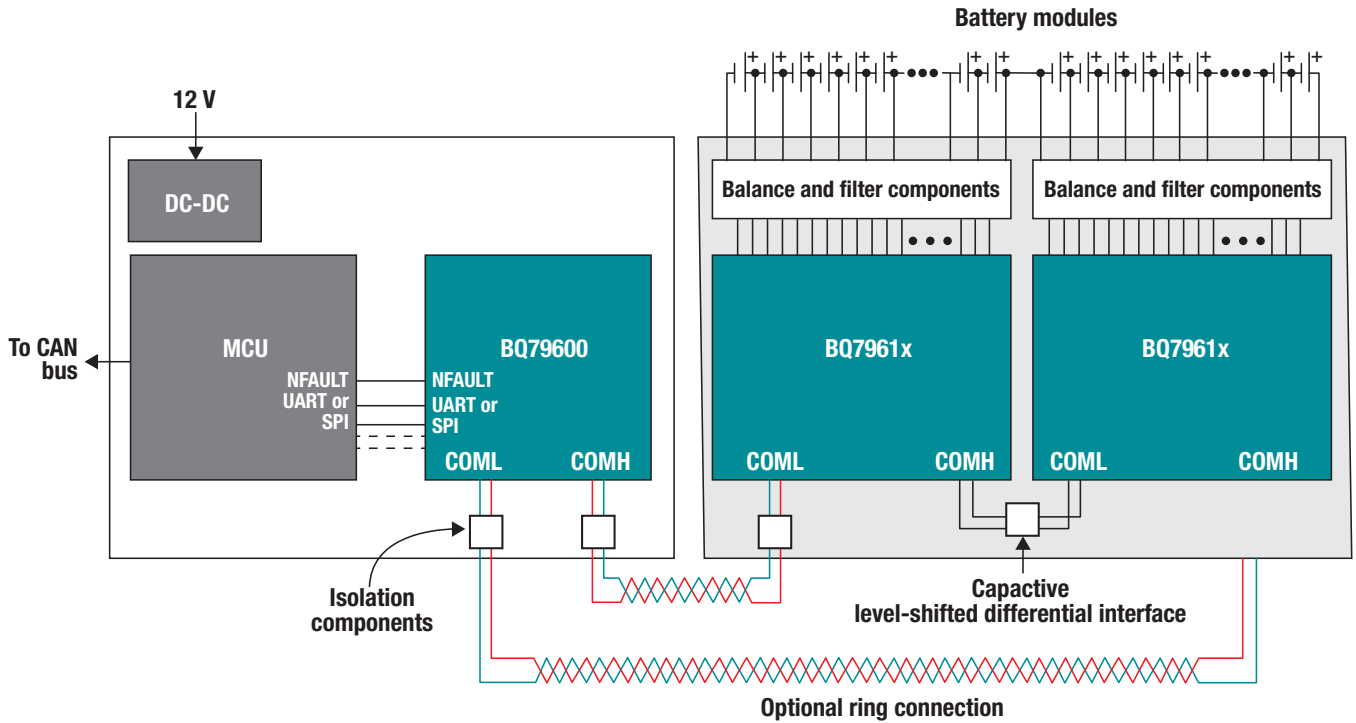 Battery modules
12 V
DC-DC
Balance and filter components
Balance and filter components
To CAN
bus
MCU
NFAULT
UART or
SPI
BQ79600
NFAULT
UART or
SPI
COML
COMH
BQ7961x
COML
COMH
BQ7961x
COML
COMH
Isolation
components
Capactive
level-shifted differential interface
Optional ring connection